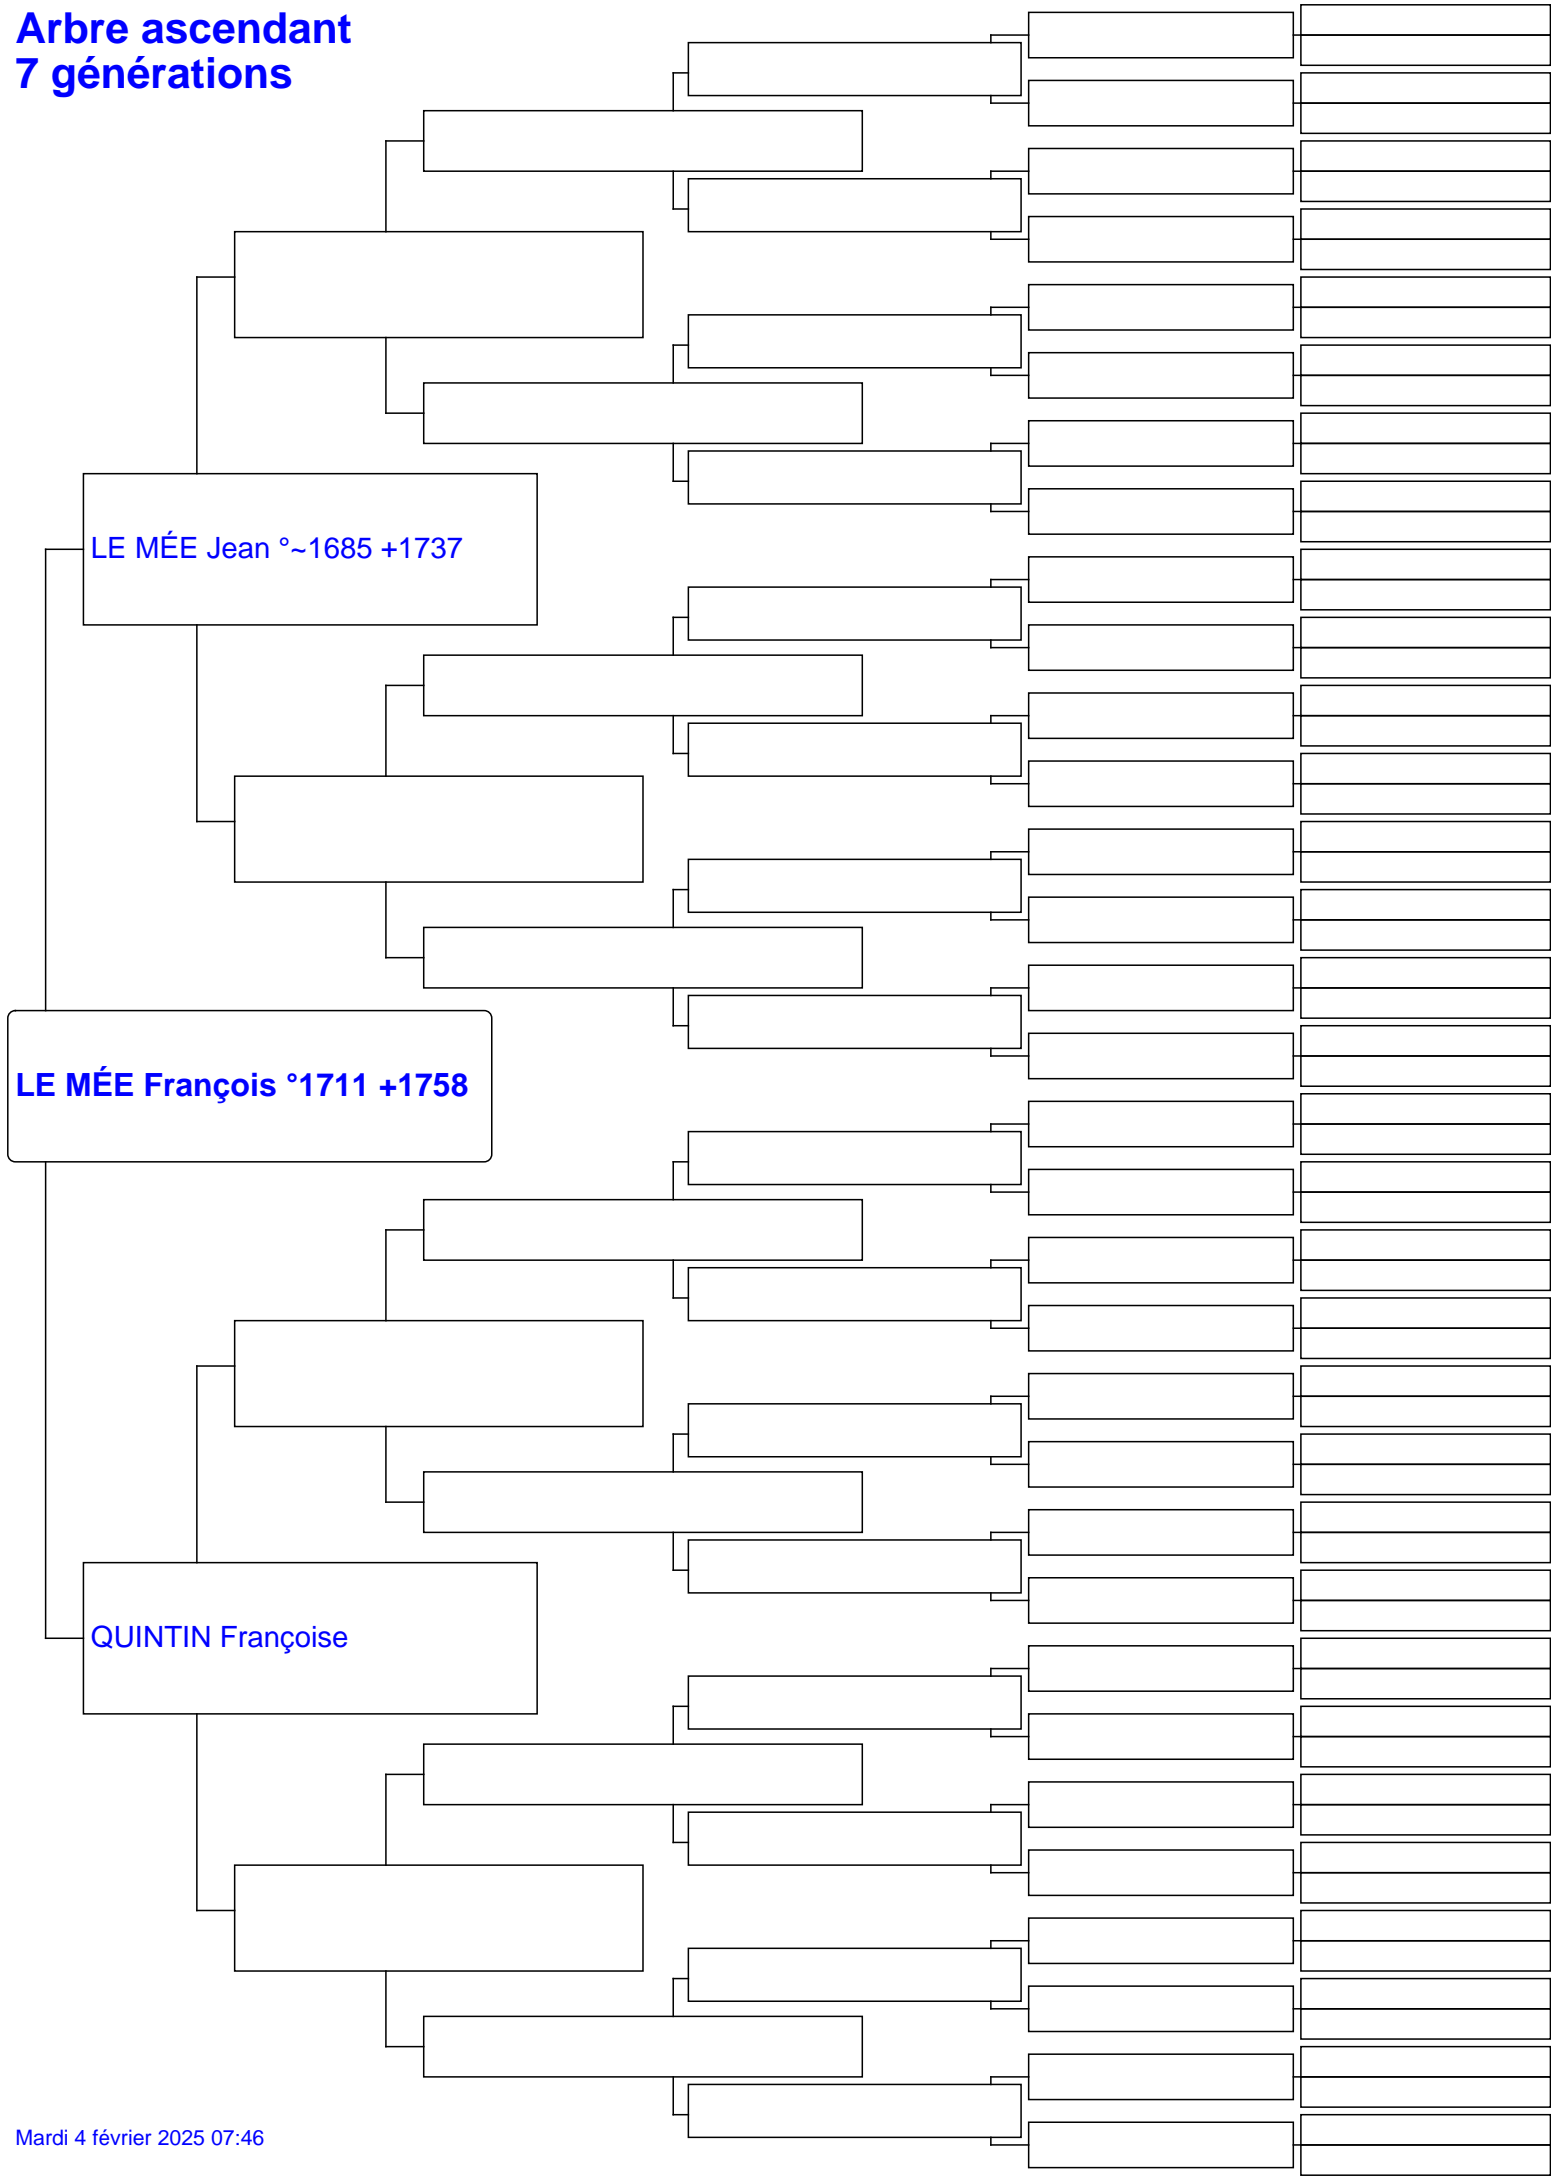 Arbre ascendant
7 générations
LE MÉE Jean °~1685 +1737
LE MÉE François °1711 +1758
QUINTIN Françoise
Mardi 4 février 2025 07:46